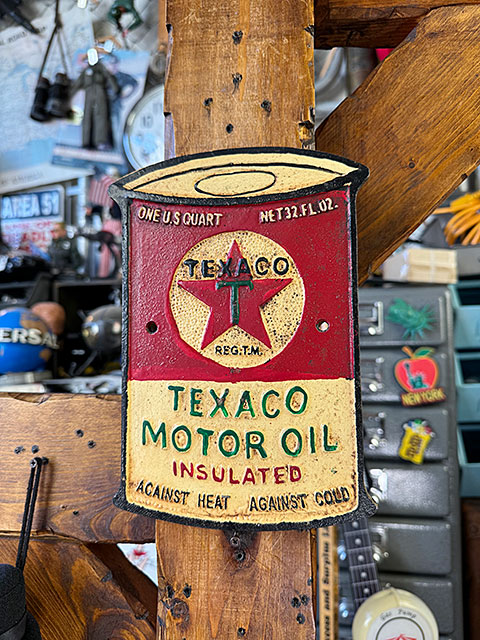 ONE U.S QUART NET 32.FL.OZ.
TEXACO
T
REG.T.M.
TEXACO
MOTOR OIL
INSULATED
AGAINST HEAT AGAINST COLD
AREA 51
ERSAL
NEW YORK